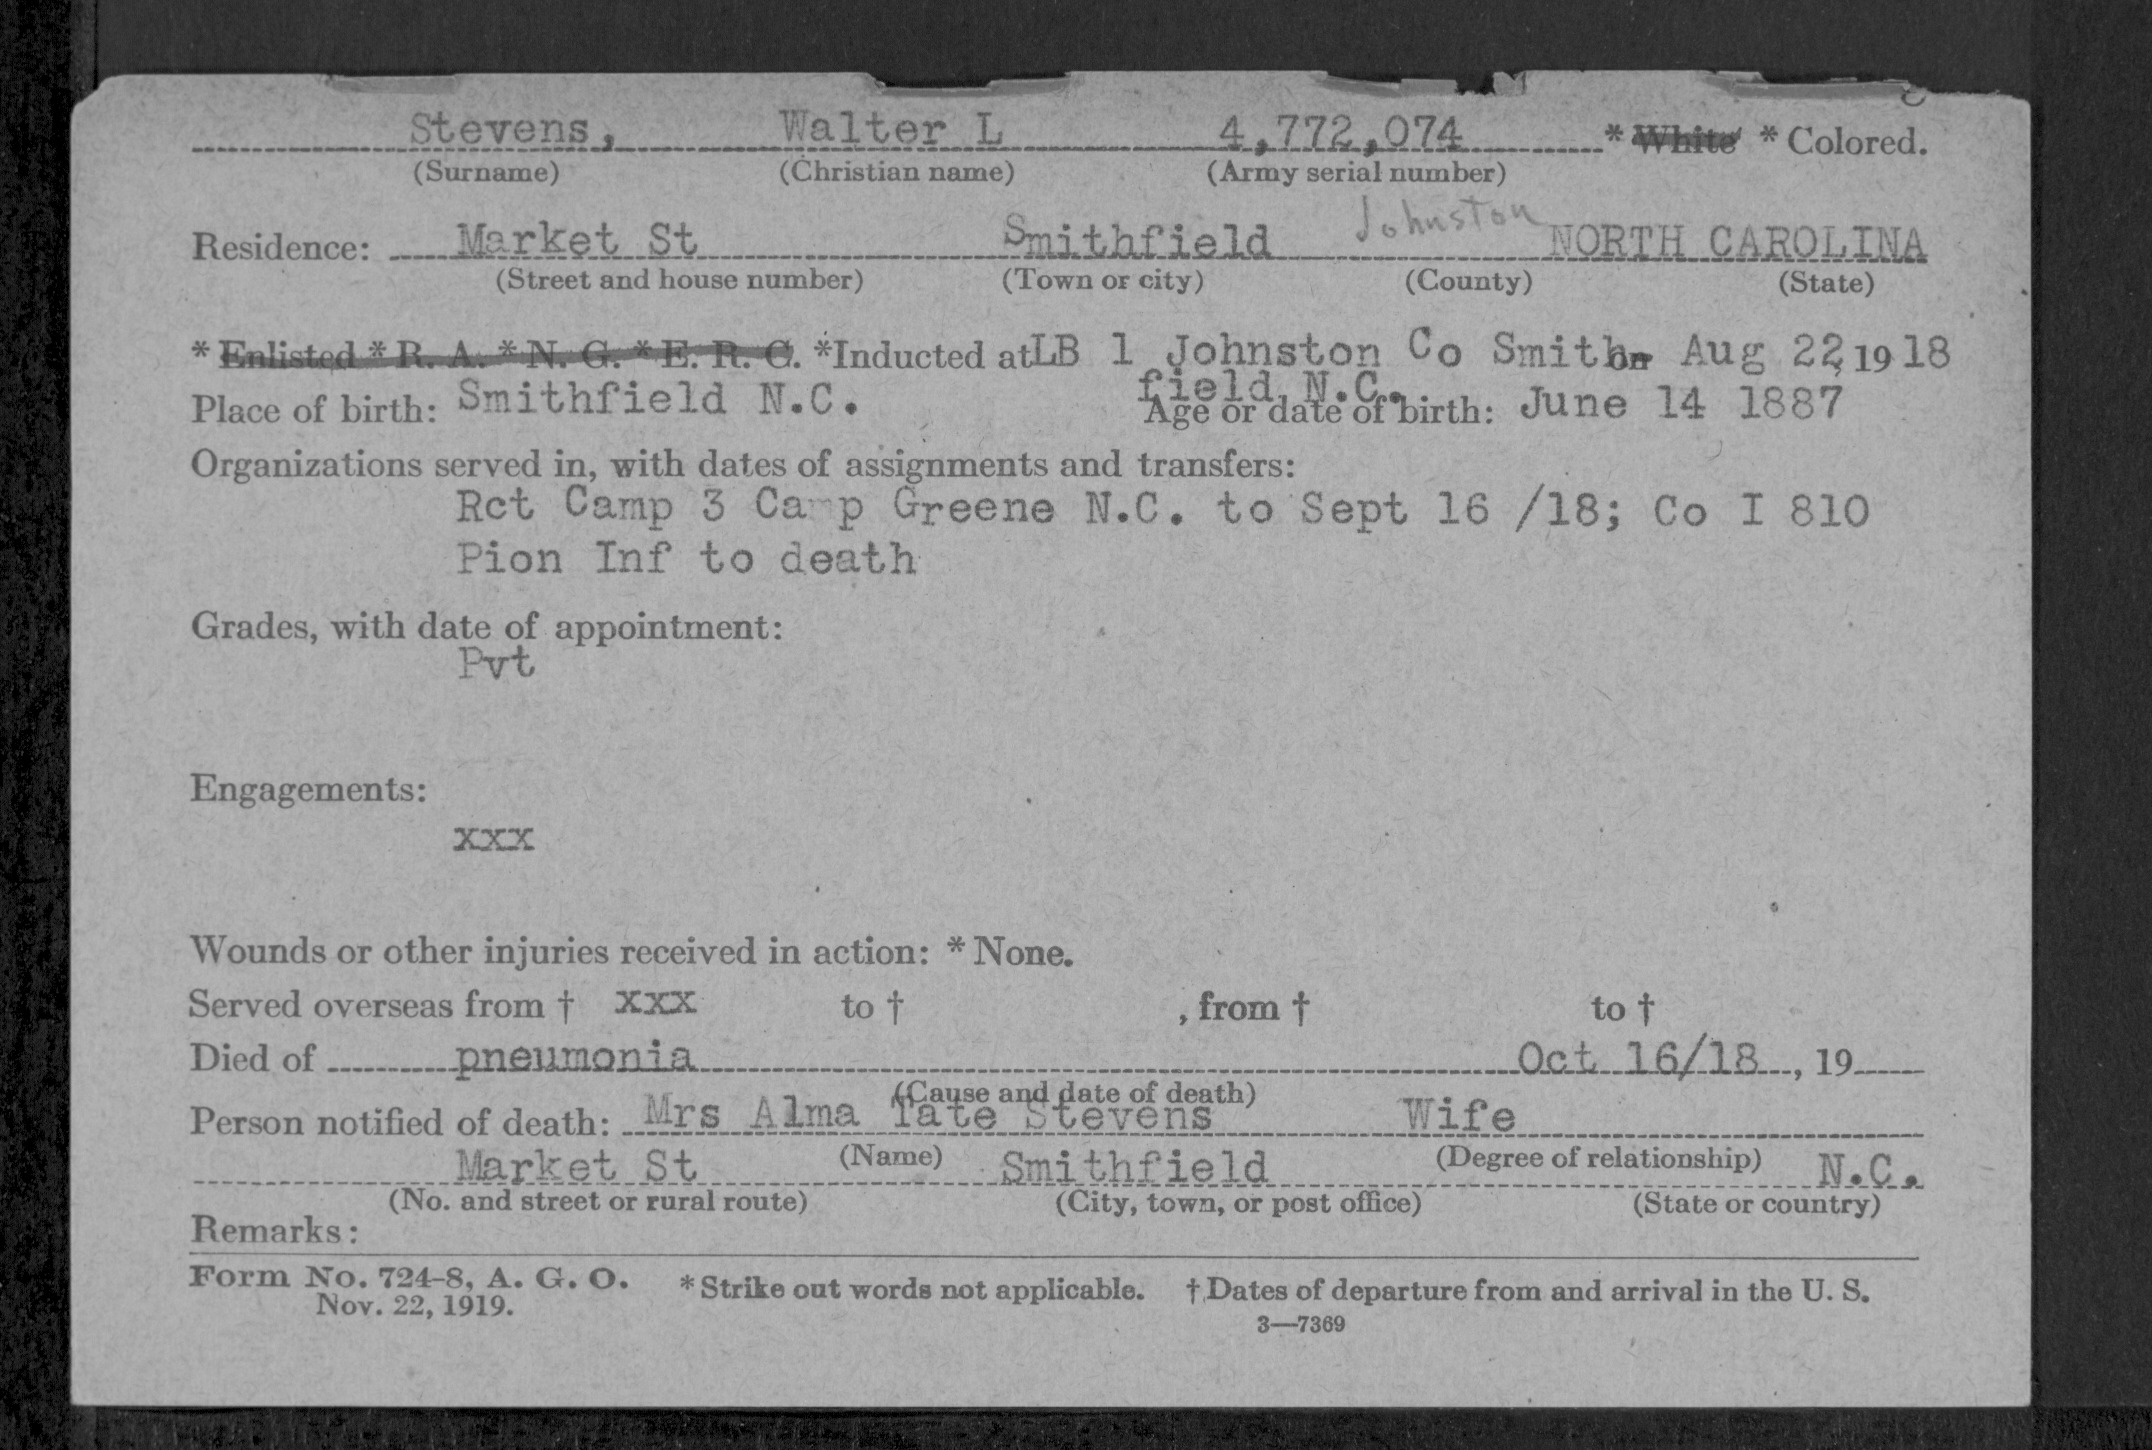 Stevens, Walter L 4,772,074 * White * Colored.
(Surname) (Christian name) (Army serial number)
Residence: Market St Smithfield Johnston NORTH CAROLINA
(Street and house number) (Town or city) (County) (State)
* Enlisted * R. A. * N. G. * E. R. C. *Inducted at LB 1 Johnston Co Smith on Aug 22, 19 18
field N.C.
Place of birth: Smithfield N.C. Age or date of birth: June 14 1887
Organizations served in, with dates of assignments and transfers:
Rct Camp 3 Ca p Greene N.C. to Sept 16 /18; Co I 810
Pion Inf to death
Grades, with date of appointment:
Pvt
Engagements:
xxx
Wounds or other injuries received in action: * None.
Served overseas from † xxx to † , from † to †
Died of pneumonia Oct 16/18 , 19
(Cause and date of death)
Person notified of death: Mrs Alma Tate Stevens Wife
(Name) (Degree of relationship)
Market St Smithfield N.C.
(No. and street or rural route) (City, town, or post office) (State or country)
Remarks:
Form No. 724–8, A. G. O. * Strike out words not applicable. † Dates of departure from and arrival in the U. S.
Nov. 22, 1919.
3—7369